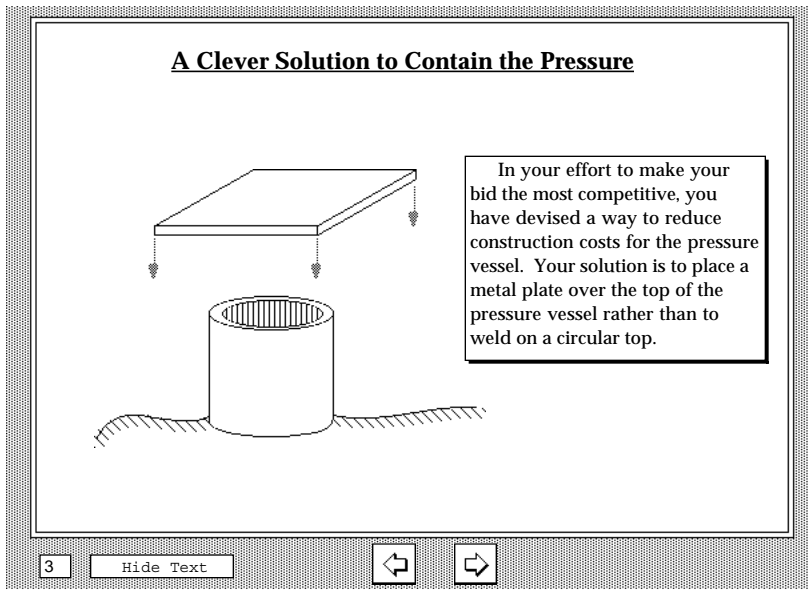 A Clever Solution to Contain the Pressure
In your effort to make your
bid the most competitive, you
have devised a way to reduce
construction costs for the pressure
vessel. Your solution is to place a
metal plate over the top of the
pressure vessel rather than to
weld on a circular top.
3
Hide Text